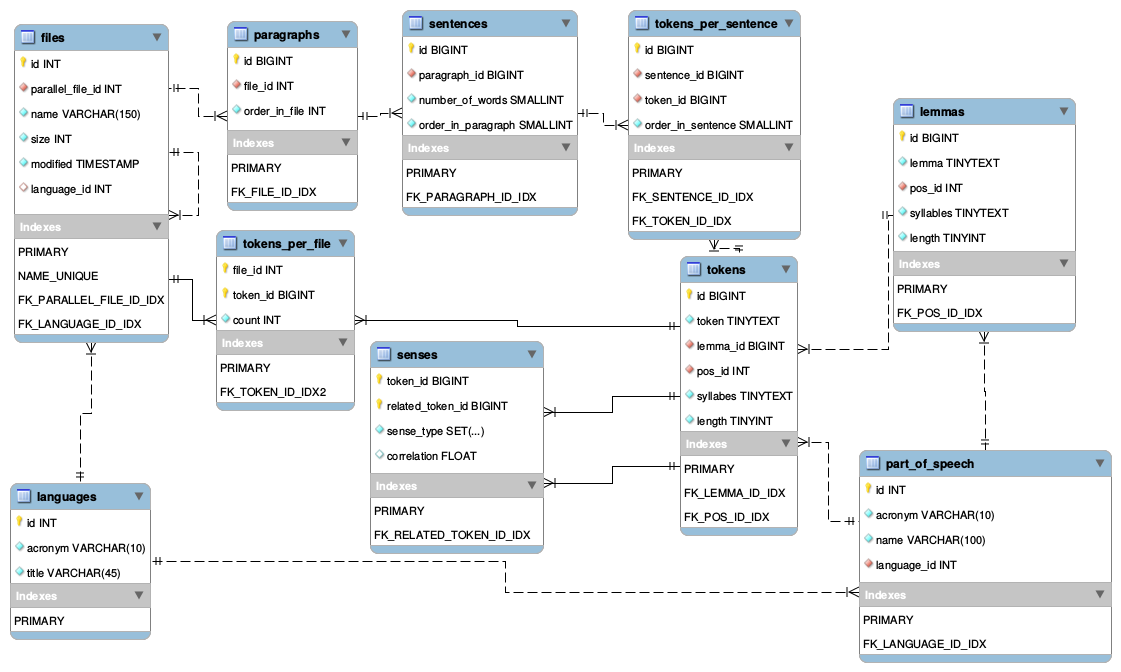 files
id INT
parallel_file_id INT
name VARCHAR(150)
size INT
modified TIMESTAMP
language_id INT
Indexes
PRIMARY
NAME_UNIQUE
FK_PARALLEL_FILE_ID_IDX
FK_LANGUAGE_ID_IDX
paragraphs
id BIGINT
file_id INT
order_in_file INT
Indexes
PRIMARY
FK_FILE_ID_IDX
sentences
id BIGINT
paragraph_id BIGINT
number_of_words SMALLINT
order_in_paragraph SMALLINT
Indexes
PRIMARY
FK_PARAGRAPH_ID_IDX
tokens_per_sentence
id BIGINT
sentence_id BIGINT
token_id BIGINT
order_in_sentence SMALLINT
Indexes
PRIMARY
FK_SENTENCE_ID_IDX
FK_TOKEN_ID_IDX
lemmas
id BIGINT
lemma TINYTEXT
pos_id INT
syllables TINYTEXT
length TINYINT
Indexes
PRIMARY
FK_POS_ID_IDX
tokens_per_file
file_id INT
token_id BIGINT
count INT
Indexes
PRIMARY
FK_TOKEN_ID_IDX2
tokens
id BIGINT
token TINYTEXT
lemma_id BIGINT
pos_id INT
syllabes TINYTEXT
length TINYINT
Indexes
PRIMARY
FK_LEMMA_ID_IDX
FK_POS_ID_IDX
senses
token_id BIGINT
related_token_id BIGINT
sense_type SET(...)
correlation FLOAT
Indexes
PRIMARY
FK_RELATED_TOKEN_ID_IDX
part_of_speech
id INT
acronym VARCHAR(10)
name VARCHAR(100)
language_id INT
Indexes
PRIMARY
FK_LANGUAGE_ID_IDX
languages
id INT
acronym VARCHAR(10)
title VARCHAR(45)
Indexes
PRIMARY